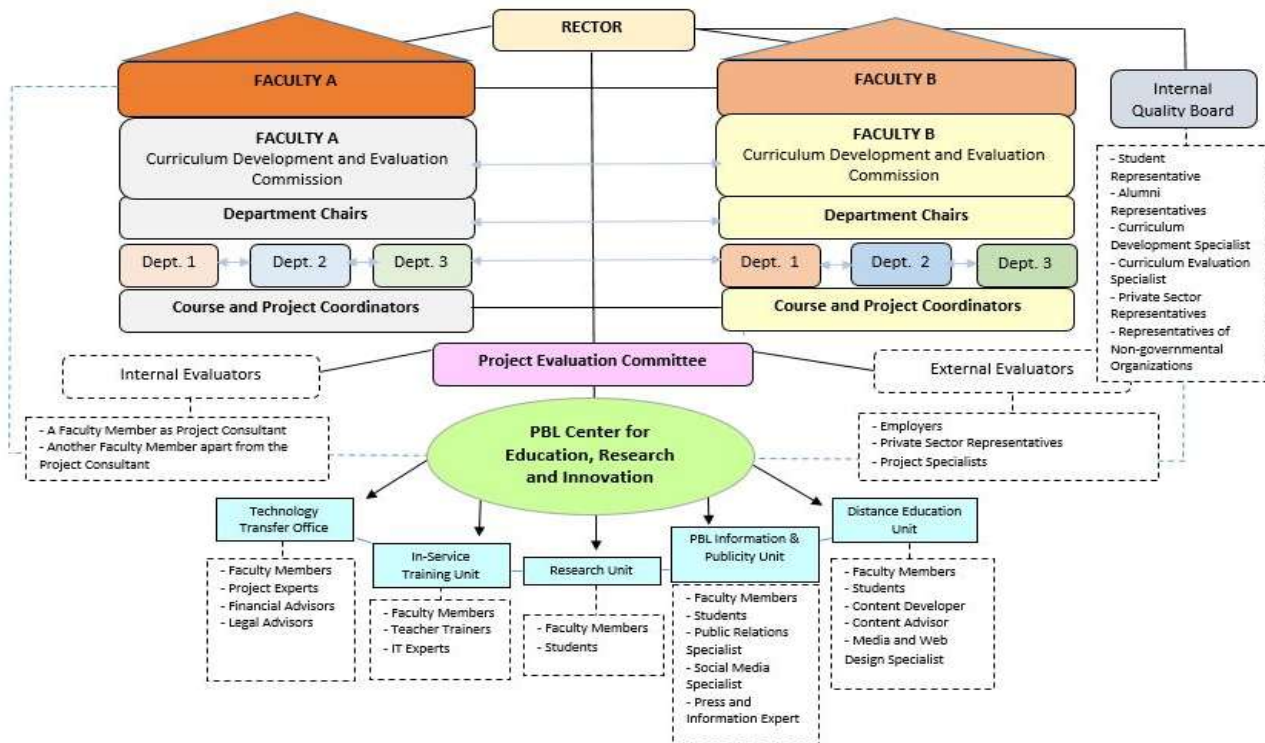 RECTOR
FACULTY A
FACULTY B
Internal
Quality Board
FACULTY A
Curriculum Development and Evaluation
Commission
FACULTY B
Curriculum Development and Evaluation
Commission
- Student
Representative
- Alumni
Representatives
- Curriculum
Development Specialist
- Curriculum Evaluation
Specialist
- Private Sector
Representatives
- Representatives of
Non-governmental
Organizations
Department Chairs
Department Chairs
Dept. 1
Dept. 2
Dept. 3
Dept. 1
Dept. 2
Dept. 3
Course and Project Coordinators
Course and Project Coordinators
Project Evaluation Committee
Internal Evaluators
External Evaluators
- A Faculty Member as Project Consultant
- Another Faculty Member apart from the
Project Consultant
- Employers
- Private Sector Representatives
- Project Specialists
PBL Center for
Education, Research
and Innovation
Technology
Transfer Office
In-Service
Training Unit
Research Unit
PBL Information &
Publicity Unit
Distance Education
Unit
- Faculty Members
- Project Experts
- Financial Advisors
- Legal Advisors
- Faculty Members
- Teacher Trainers
- IT Experts
- Faculty Members
- Students
- Faculty Members
- Students
- Public Relations
Specialist
- Social Media
Specialist
- Press and
Information Expert
- Faculty Members
- Students
- Content Developer
- Content Advisor
- Media and Web
Design Specialist